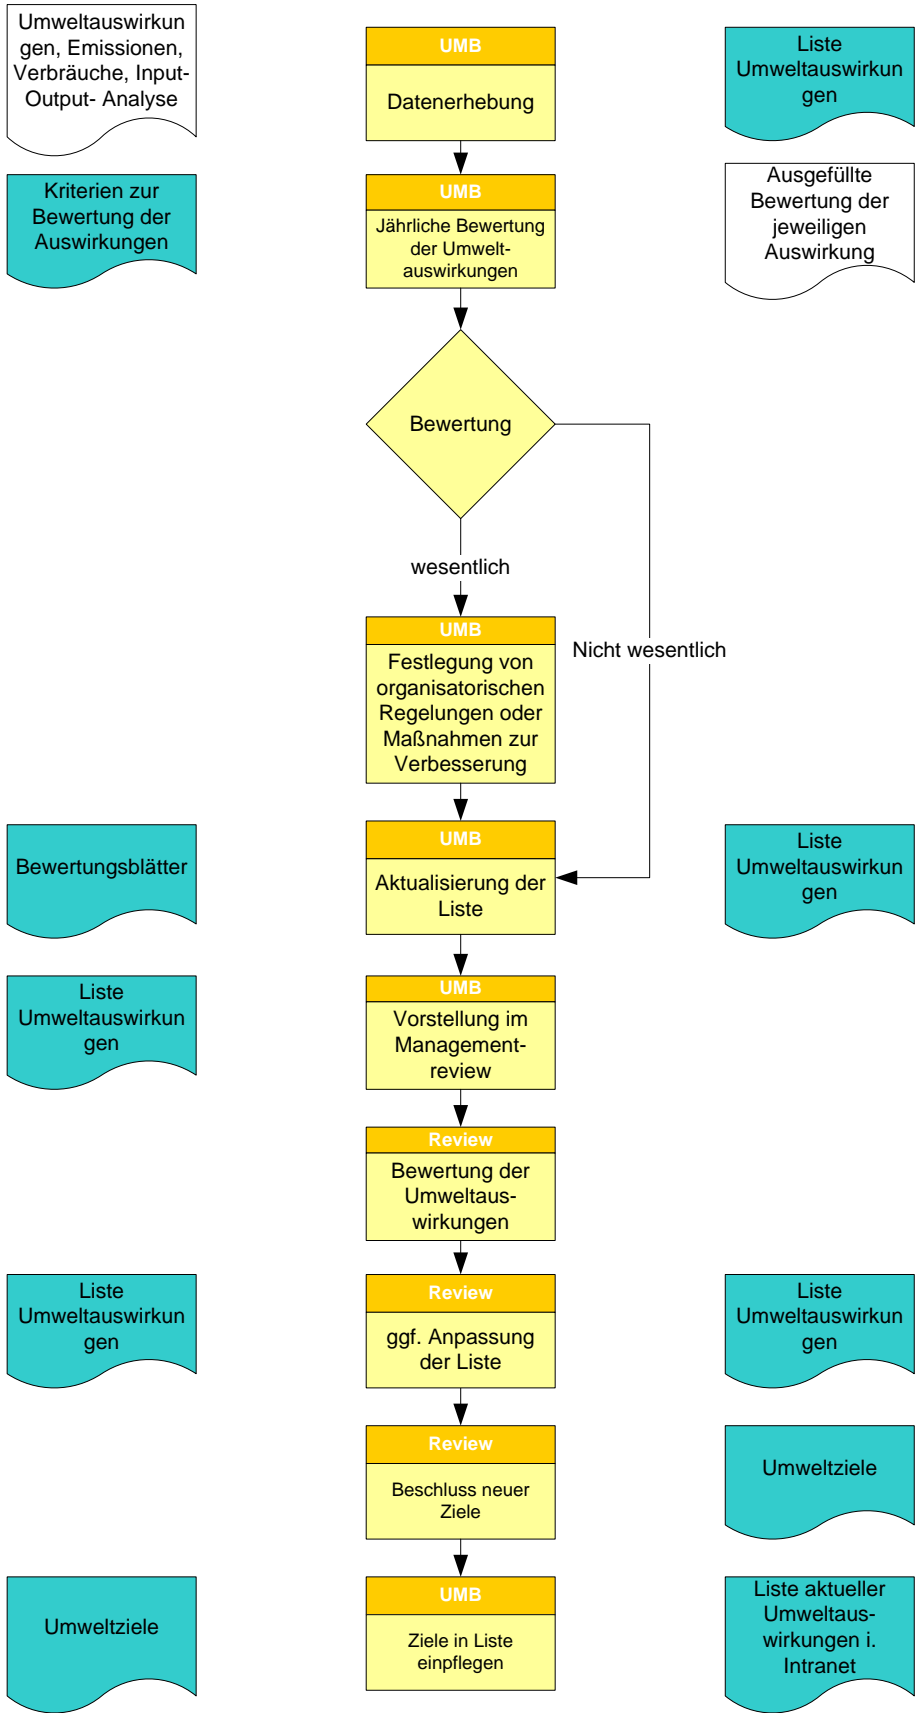 Umweltauswirkun
gen, Emissionen,
Verbräuche, Input-
Output- Analyse
UMB
Datenerhebung
Liste
Umweltauswirkun
gen
Kriterien zur
Bewertung der
Auswirkungen
UMB
Jährliche Bewertung
der Umwelt-
auswirkungen
Ausgefüllte
Bewertung der
jeweiligen
Auswirkung
Bewertung
wesentlich
Nicht wesentlich
UMB
Festlegung von
organisatorischen
Regelungen oder
Maßnahmen zur
Verbesserung
Bewertungsblätter
UMB
Aktualisierung der
Liste
Liste
Umweltauswirkun
gen
Liste
Umweltauswirkun
gen
UMB
Vorstellung im
Management-
review
Review
Bewertung der
Umweltaus-
wirkungen
Liste
Umweltauswirkun
gen
Review
ggf. Anpassung
der Liste
Liste
Umweltauswirkun
gen
Review
Beschluss neuer
Ziele
Umweltziele
Umweltziele
UMB
Ziele in Liste
einpflegen
Liste aktueller
Umweltaus-
wirkungen i.
Intranet